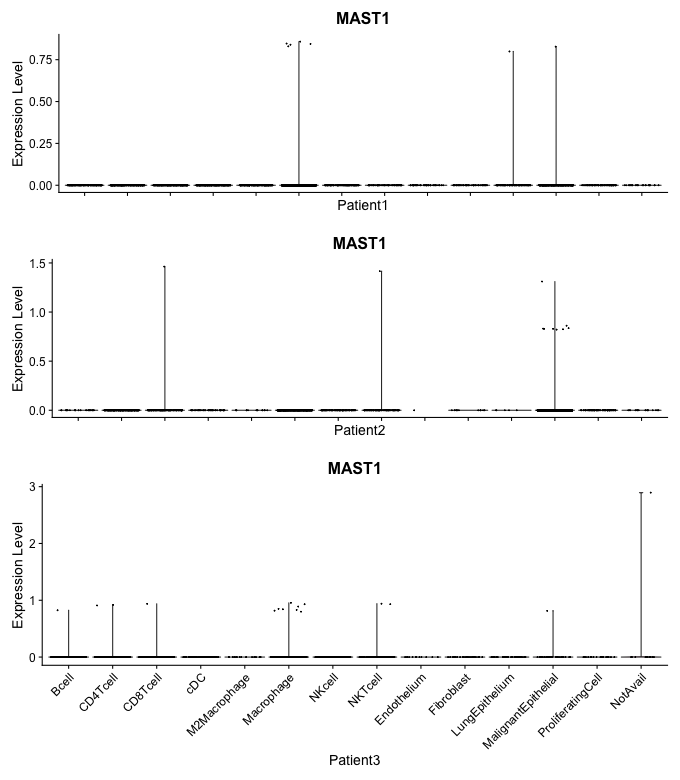 MAST1
Expression Level
0.75
0.50
0.25
0.00
Patient1
MAST1
Expression Level
1.5
1.0
0.5
0.0
Patient2
MAST1
Expression Level
3
2
1
0
Bcell
CD4Tcell
CD8Tcell
cDC
M2Macrophage
Macrophage
NKcell
NKTcell
Endothelium
Fibroblast
LungEpithelium
MalignantEpithelial
ProliferatingCell
NotAvail
Patient3